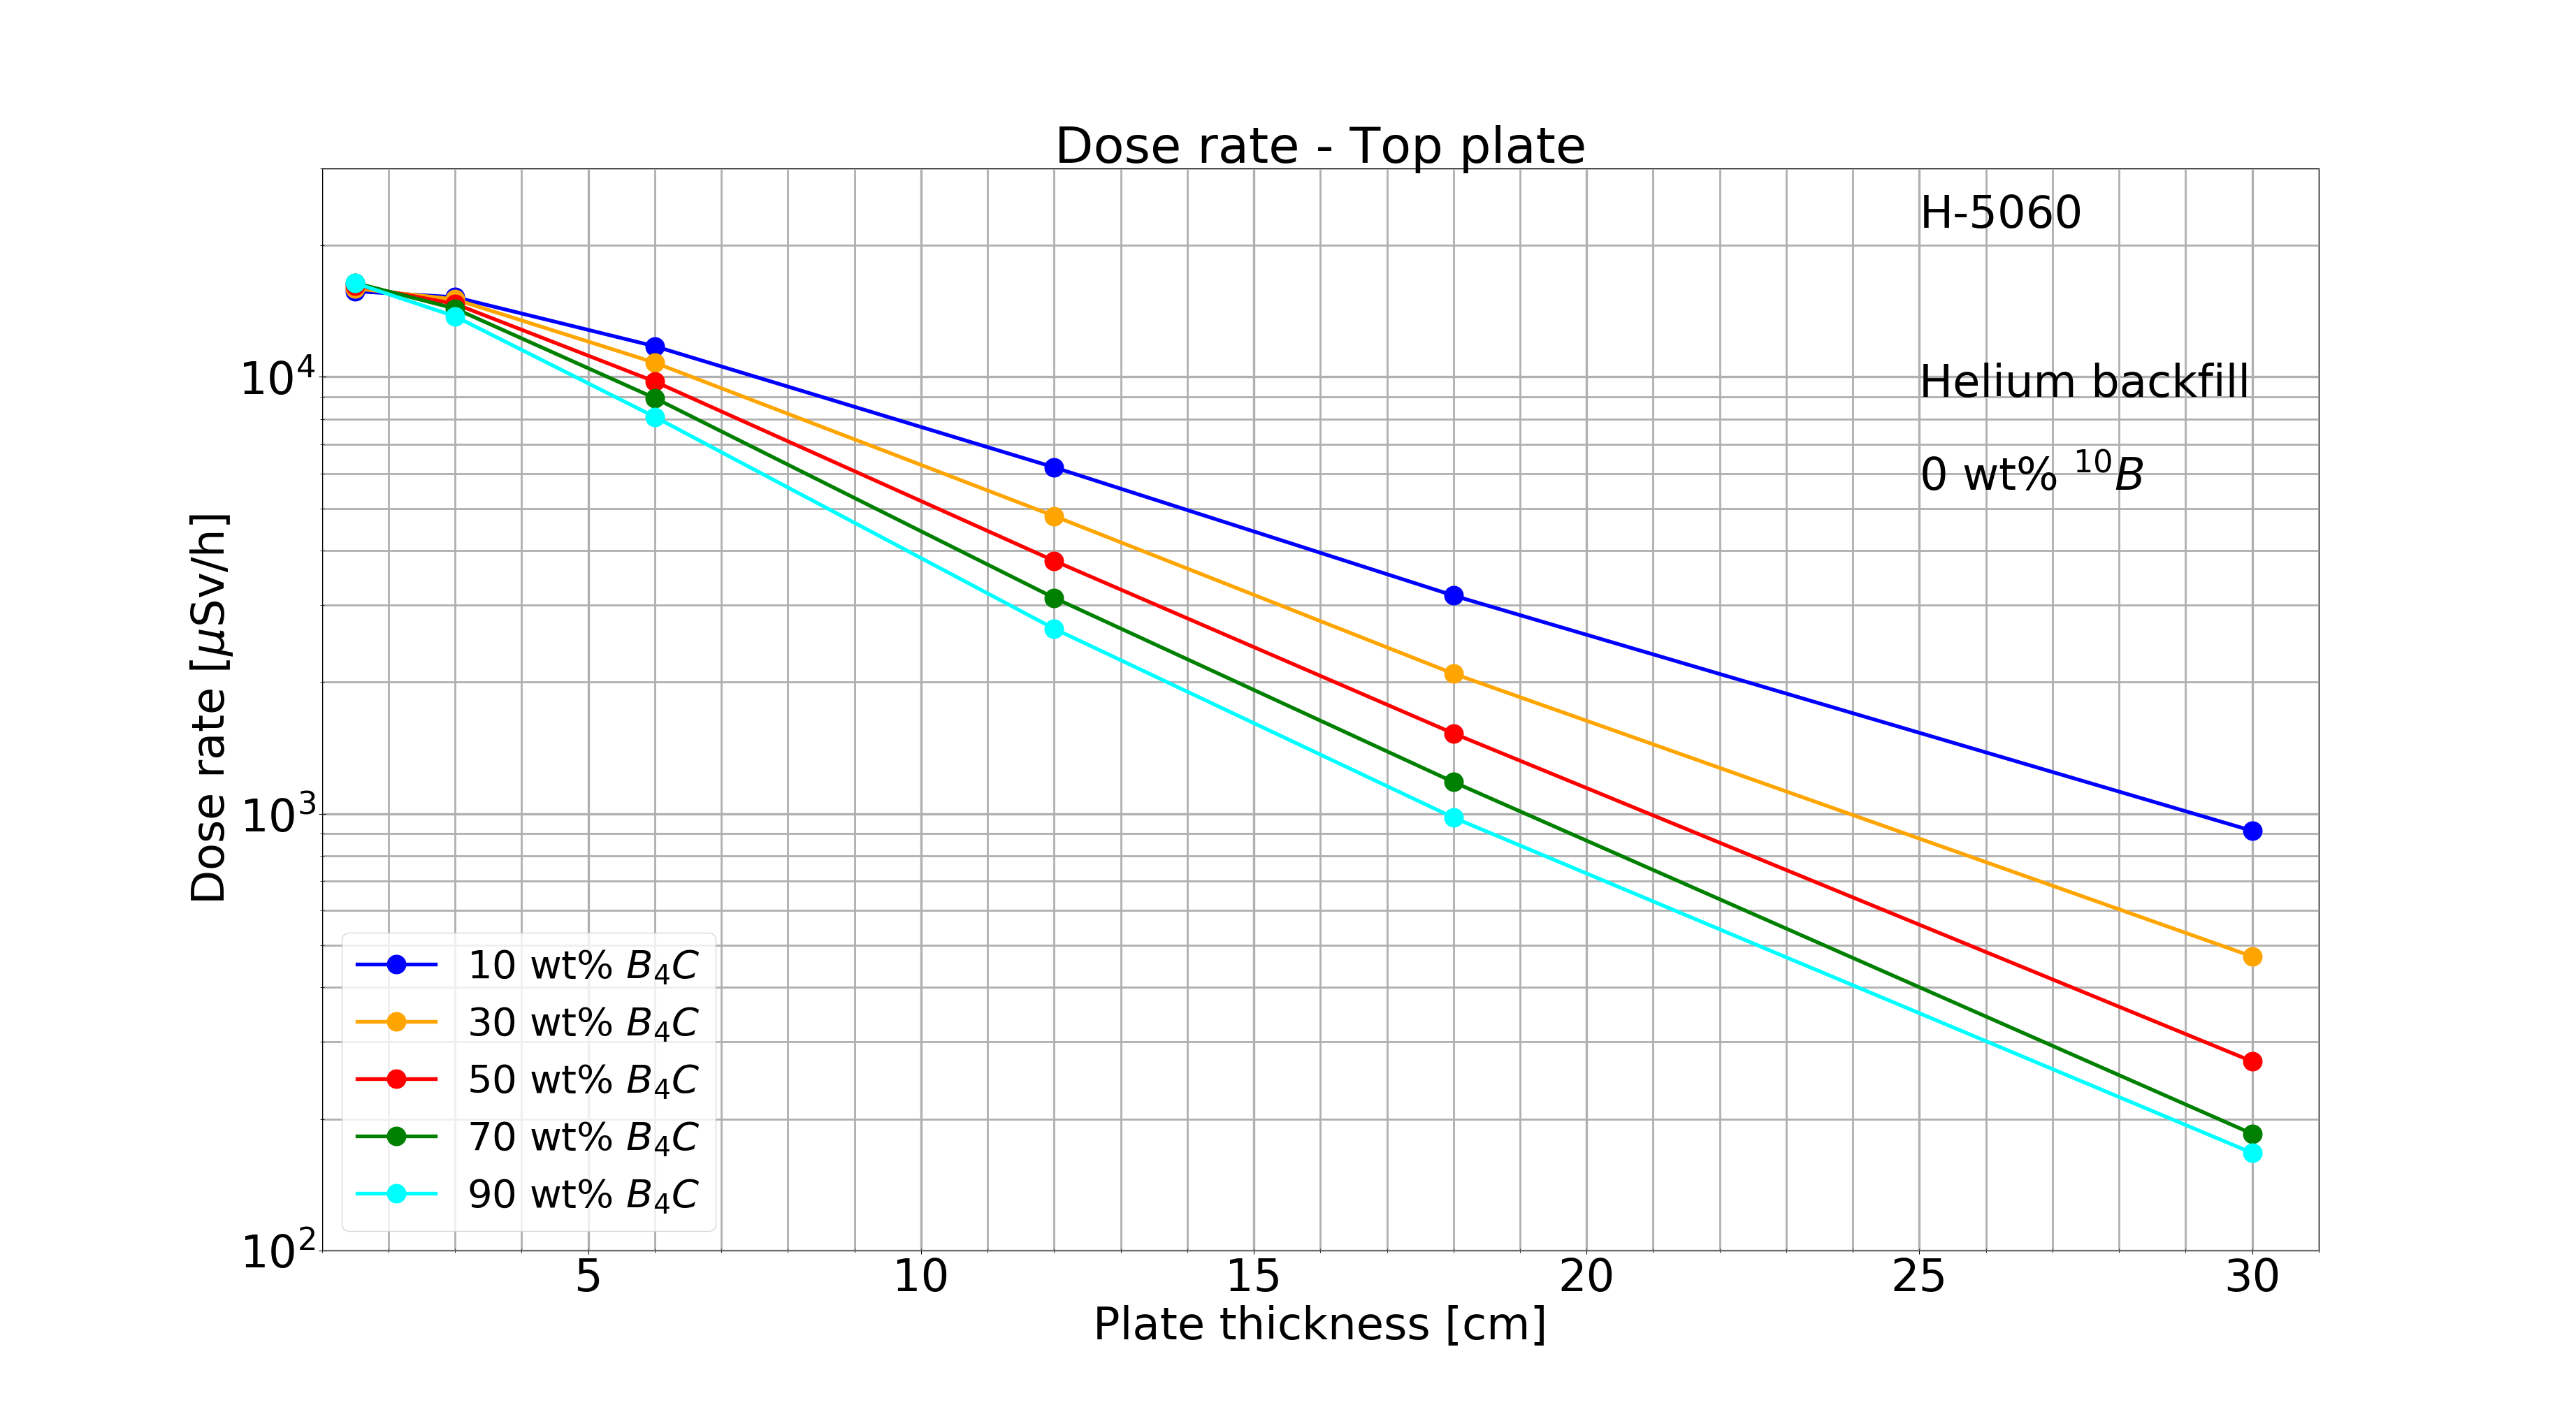 Dose rate - Top plate
H-5060
Helium backfill
0 wt% ¹⁰B
Dose rate [μSv/h]
10⁴
10³
10²
10 wt% B₄C
30 wt% B₄C
50 wt% B₄C
70 wt% B₄C
90 wt% B₄C
5 10 15 20 25 30
Plate thickness [cm]